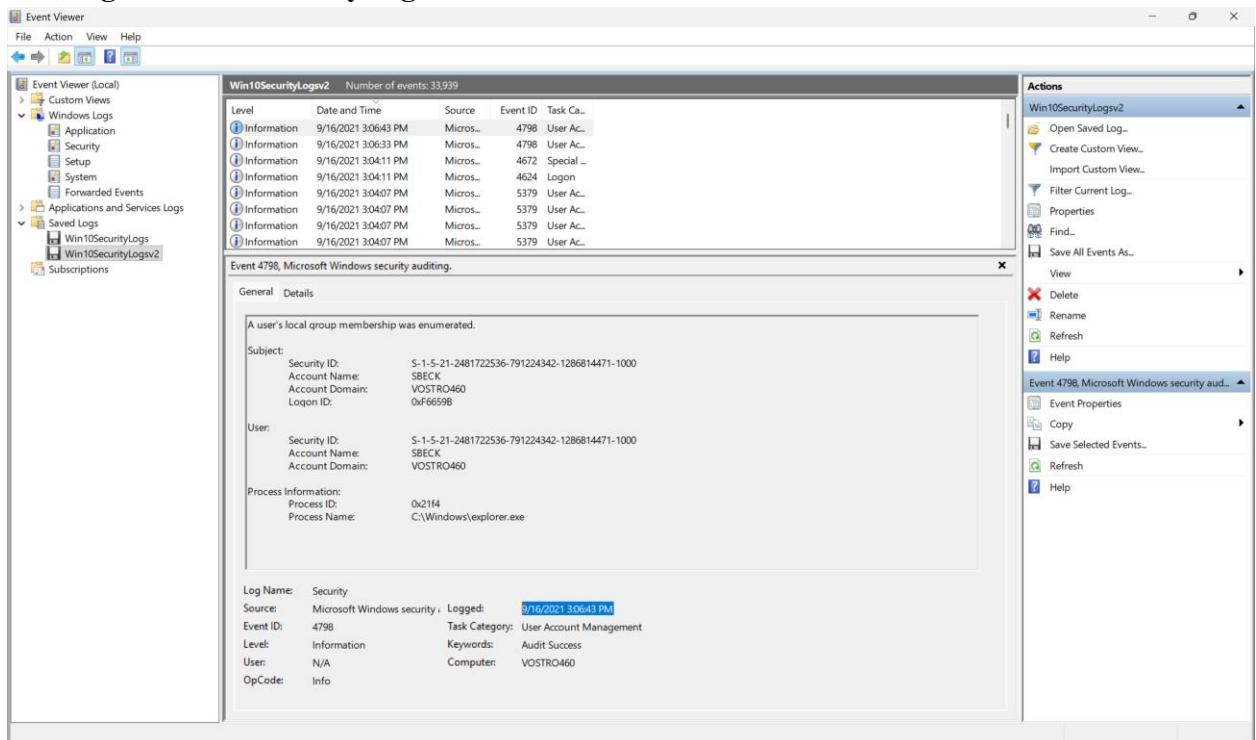 Event Viewer
File Action View Help
Event Viewer (Local)
Custom Views
Windows Logs
Application
Security
Setup
System
Forwarded Events
Applications and Services Logs
Saved Logs
Win10SecurityLogs
Win10SecurityLogsv2
Subscriptions
Win10SecurityLogsv2 Number of events: 33,939
Level Date and Time Source Event ID Task Ca...
Information 9/16/2021 3:06:43 PM Micros... 4798 User Ac...
Information 9/16/2021 3:06:33 PM Micros... 4798 User Ac...
Information 9/16/2021 3:04:11 PM Micros... 4672 Special ...
Information 9/16/2021 3:04:11 PM Micros... 4624 Logon
Information 9/16/2021 3:04:07 PM Micros... 5379 User Ac...
Information 9/16/2021 3:04:07 PM Micros... 5379 User Ac...
Information 9/16/2021 3:04:07 PM Micros... 5379 User Ac...
Information 9/16/2021 3:04:07 PM Micros... 5379 User Ac...
Event 4798, Microsoft Windows security auditing.
General Details
A user's local group membership was enumerated.
Subject:
Security ID: S-1-5-21-2481722536-791224342-1286814471-1000
Account Name: SBECK
Account Domain: VOSTRO460
Logon ID: 0xF6659B
User:
Security ID: S-1-5-21-2481722536-791224342-1286814471-1000
Account Name: SBECK
Account Domain: VOSTRO460
Process Information:
Process ID: 0x21f4
Process Name: C:\Windows\explorer.exe
Log Name: Security
Source: Microsoft Windows security Logged: 9/16/2021 3:06:43 PM
Event ID: 4798 Task Category: User Account Management
Level: Information Keywords: Audit Success
User: N/A Computer: VOSTRO460
OpCode: Info
Actions
Win10SecurityLogsv2
Open Saved Log...
Create Custom View...
Import Custom View...
Filter Current Log...
Properties
Find...
Save All Events As...
View
Delete
Rename
Refresh
Help
Event 4798, Microsoft Windows security aud...
Event Properties
Copy
Save Selected Events...
Refresh
Help